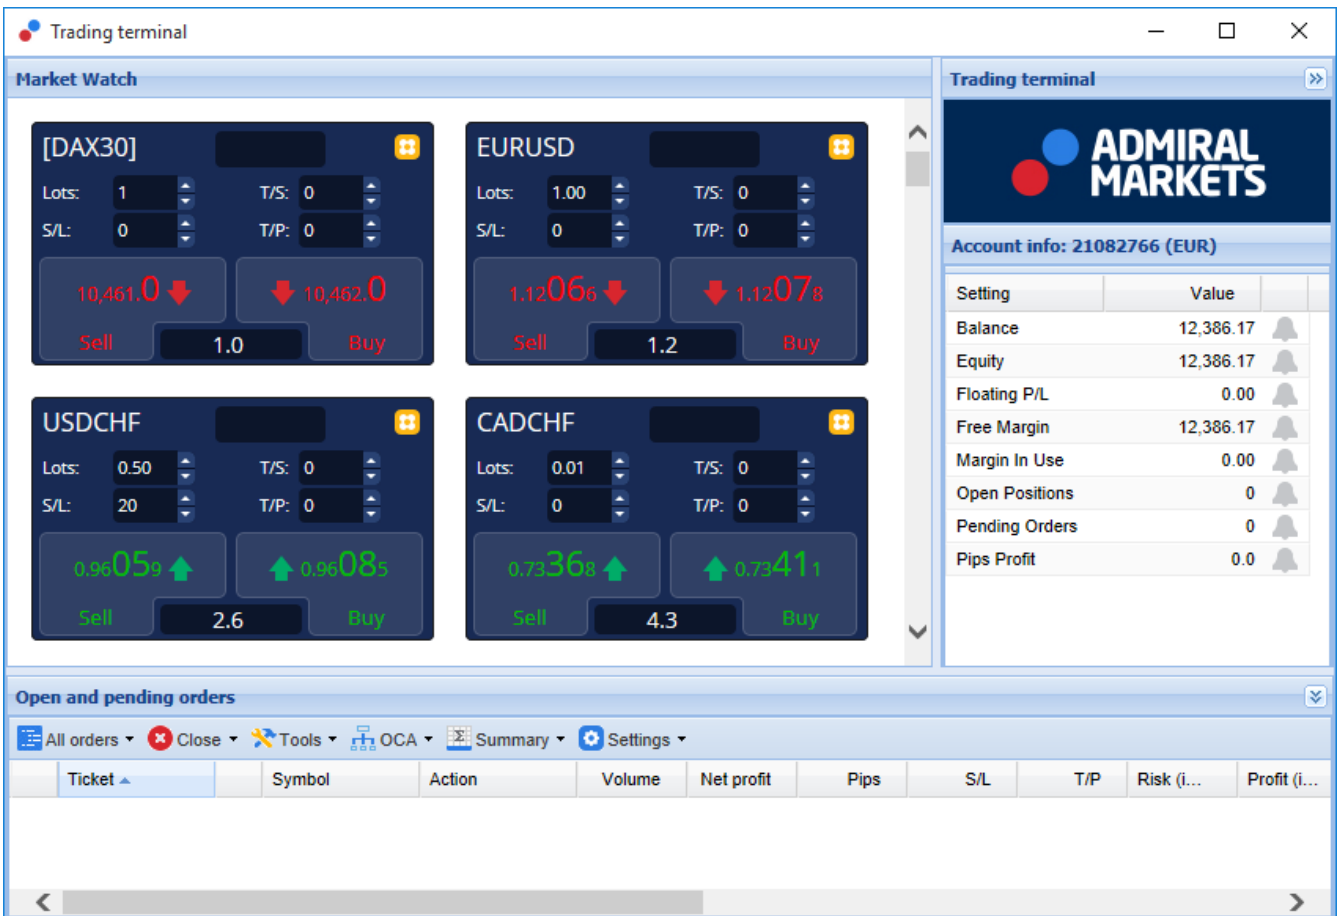 Trading terminal
Market Watch
[DAX30]
Lots: 1 T/S: 0
S/L: 0 T/P: 0
10,461.0 10,462.0
Sell 1.0 Buy
EURUSD
Lots: 1.00 T/S: 0
S/L: 0 T/P: 0
1.12066 1.12078
Sell 1.2 Buy
USDCHF
Lots: 0.50 T/S: 0
S/L: 20 T/P: 0
0.96059 0.96085
Sell 2.6 Buy
CADCHF
Lots: 0.01 T/S: 0
S/L: 0 T/P: 0
0.73368 0.73411
Sell 4.3 Buy
Trading terminal
ADMIRAL
MARKETS
Account info: 21082766 (EUR)
Setting Value
Balance 12,386.17
Equity 12,386.17
Floating P/L 0.00
Free Margin 12,386.17
Margin In Use 0.00
Open Positions 0
Pending Orders 0
Pips Profit 0.0
Open and pending orders
All orders Close Tools OCA Summary Settings
Ticket Symbol Action Volume Net profit Pips S/L T/P Risk (i... Profit (i...